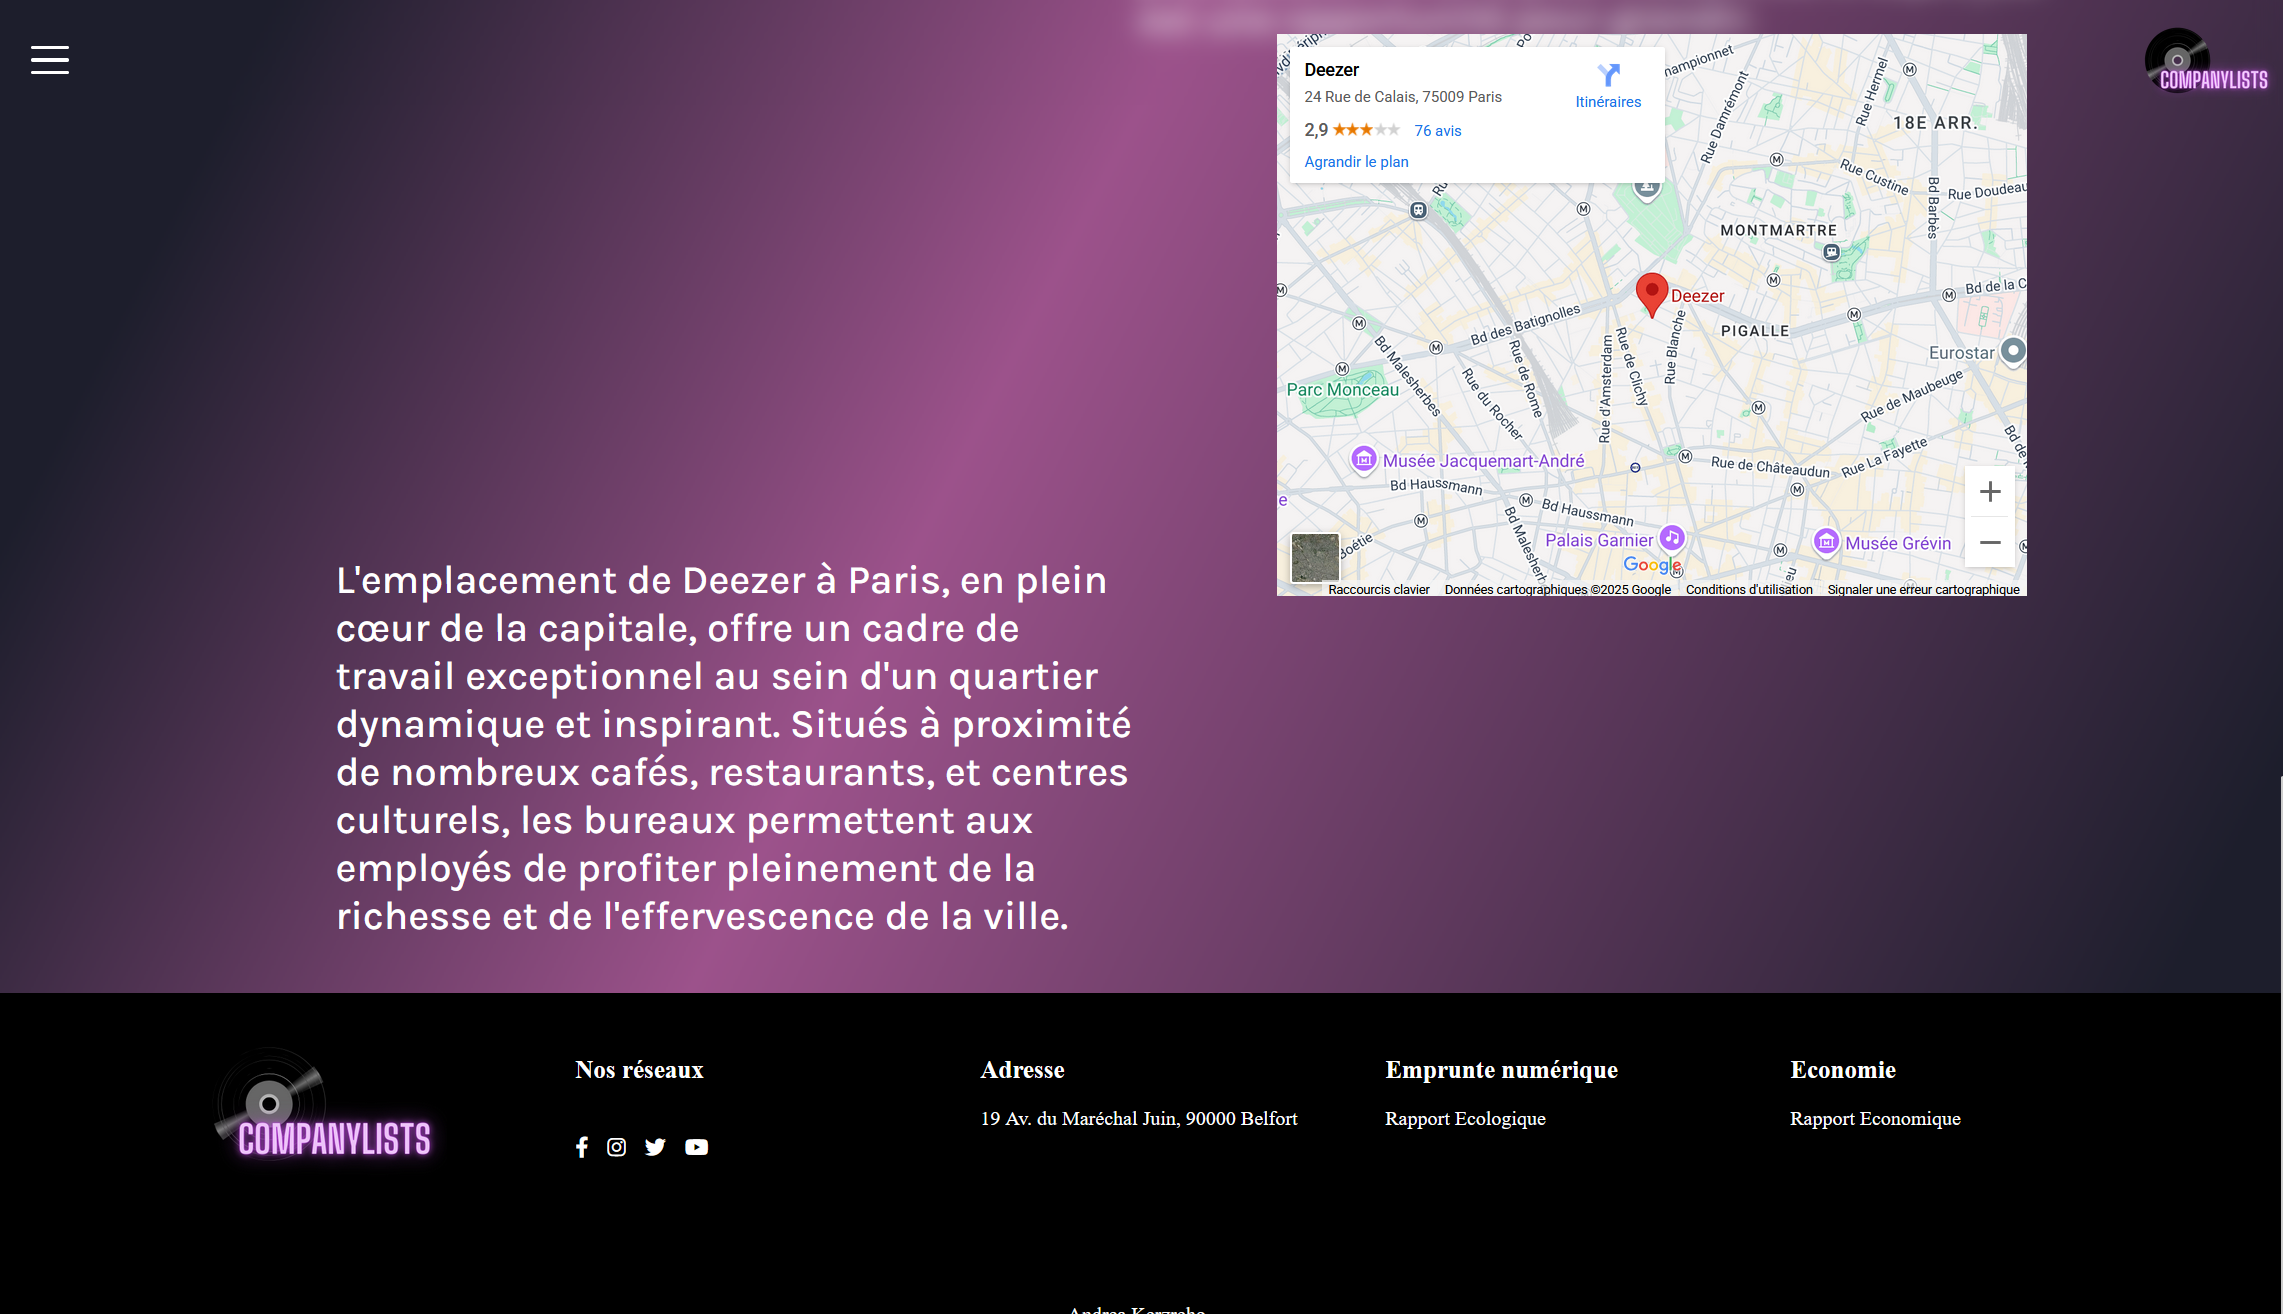 COMPANYLISTS
Deezer
24 Rue de Calais, 75009 Paris
2,9
76 avis
Agrandir le plan
Itinéraires
Rue Damrémont
Rue Hermel
18E ARR.
Rue Custine
Bd Barbès
Rue Doudeau
MONTMARTRE
Deezer
Bd de la C
PIGALLE
Bd des Batignolles
Eurostar
Bd Malesherbes
Rue de Rome
Rue du Rocher
Rue d'Amsterdam
Rue de Clichy
Rue Blanche
Rue de Maubeuge
Parc Monceau
Musée Jacquemart-André
Rue de Châteaudun
Rue La Fayette
Bd Haussmann
Bd Haussmann
Palais Garnier
Musée Grévin
Google
Raccourcis clavier
Données cartographiques ©2025 Google
Conditions d'utilisation
Signaler une erreur cartographique
L'emplacement de Deezer à Paris, en plein
cœur de la capitale, offre un cadre de
travail exceptionnel au sein d'un quartier
dynamique et inspirant. Situés à proximité
de nombreux cafés, restaurants, et centres
culturels, les bureaux permettent aux
employés de profiter pleinement de la
richesse et de l'effervescence de la ville.
COMPANYLISTS
Nos réseaux
Adresse
19 Av. du Maréchal Juin, 90000 Belfort
Emprunte numérique
Rapport Ecologique
Economie
Rapport Economique